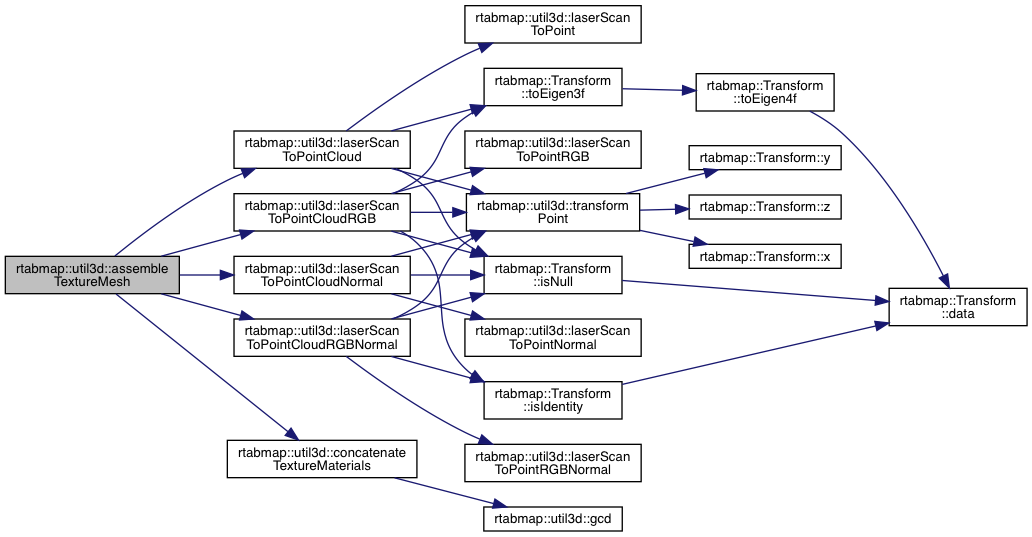 rtabmap::util3d::assemble
TextureMesh
rtabmap::util3d::laserScan
ToPointCloud
rtabmap::util3d::laserScan
ToPointCloudRGB
rtabmap::util3d::laserScan
ToPointCloudNormal
rtabmap::util3d::laserScan
ToPointCloudRGBNormal
rtabmap::util3d::concatenate
TextureMaterials
rtabmap::util3d::laserScan
ToPoint
rtabmap::Transform
::toEigen3f
rtabmap::util3d::laserScan
ToPointRGB
rtabmap::util3d::transform
Point
rtabmap::Transform
::isNull
rtabmap::util3d::laserScan
ToPointNormal
rtabmap::Transform
::isIdentity
rtabmap::util3d::laserScan
ToPointRGBNormal
rtabmap::util3d::gcd
rtabmap::Transform
::toEigen4f
rtabmap::Transform::y
rtabmap::Transform::z
rtabmap::Transform::x
rtabmap::Transform
::data